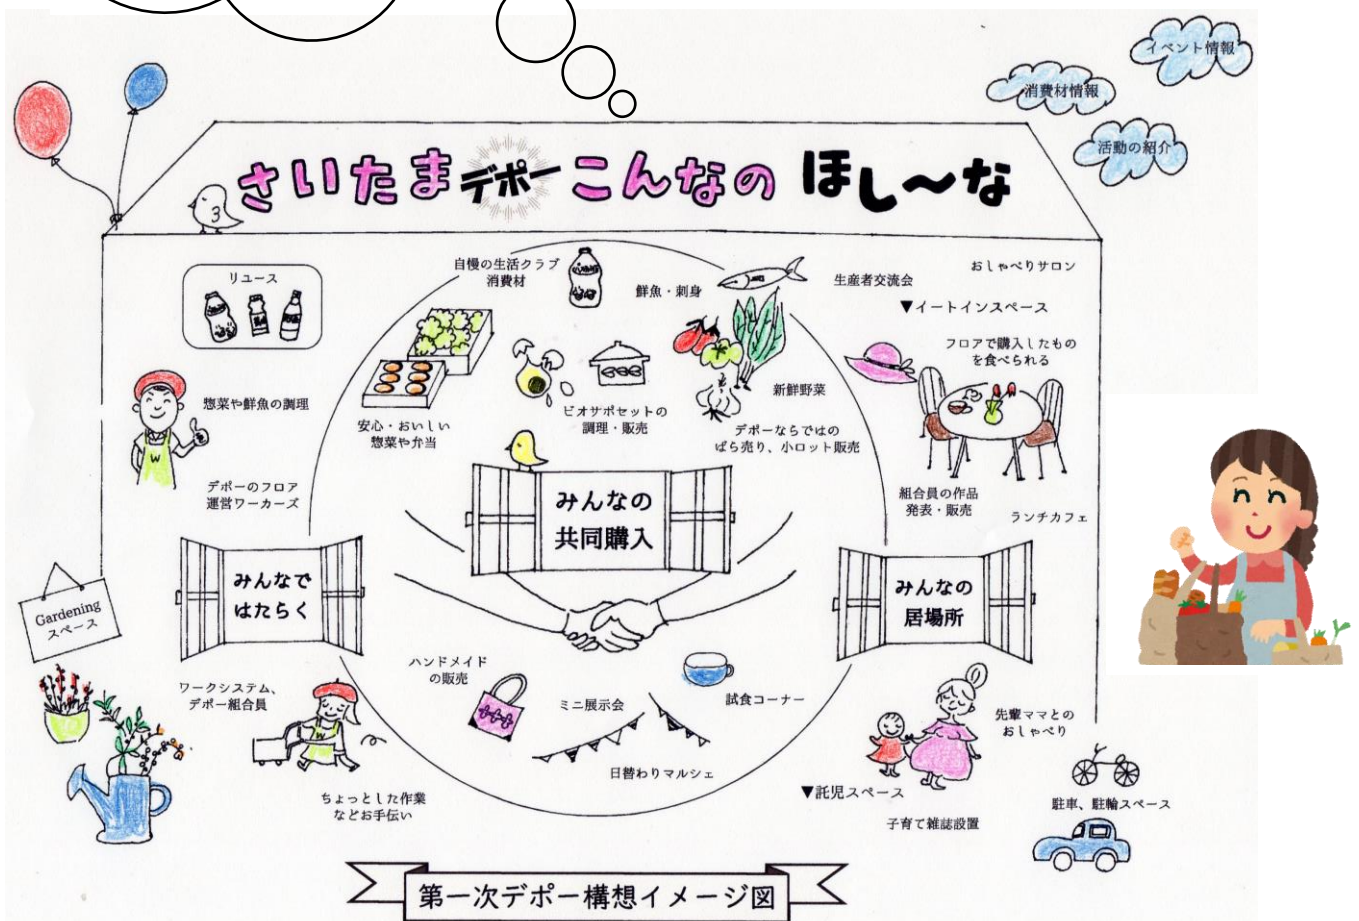 イベント情報
消費材情報
活動の紹介
さいたま デポー こんなの ほし～な
リユース
自慢の生活クラブ
消費材
鮮魚・刺身
生産者交流会
おしゃべりサロン
▼イートインスペース
フロアで購入したもの
を食べられる
惣菜や鮮魚の調理
安心・おいしい
惣菜や弁当
ビオサポセットの
調理・販売
新鮮野菜
デポーならではの
ばら売り、小ロット販売
W
デポーのフロア
運営ワーカーズ
組合員の作品
発表・販売
ランチカフェ
みんなの
共同購入
みんなで
はたらく
みんなの
居場所
Gardening
スペース
ワークシステム、
デポー組合員
W
ちょっとした作業
などお手伝い
ハンドメイド
の販売
ミニ展示会
試食コーナー
日替わりマルシェ
先輩ママとの
おしゃべり
▼託児スペース
子育て雑誌設置
駐車、駐輪スペース
第一次デポー構想イメージ図